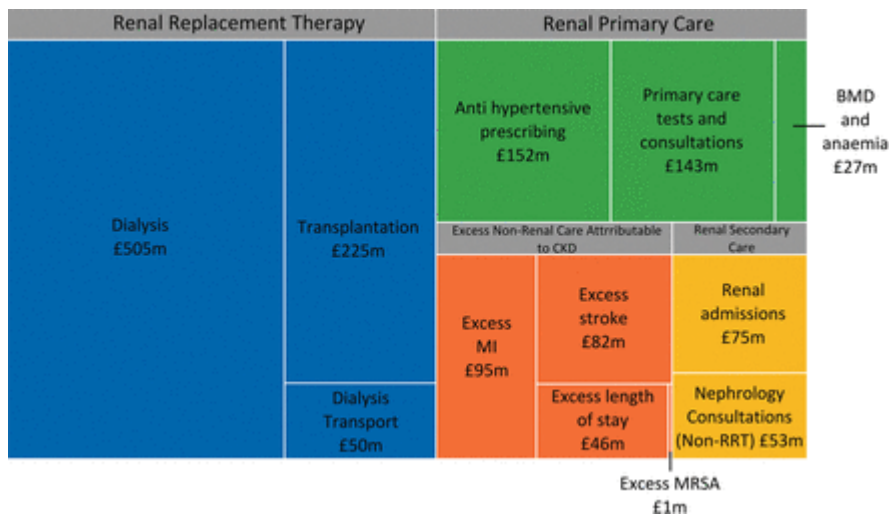 Renal Replacement Therapy
Dialysis
£505m
Transplantation
£225m
Dialysis
Transport
£50m
Renal Primary Care
Anti hypertensive
prescribing
£152m
Primary care
tests and
consultations
£143m
BMD
and
anaemia
£27m
Excess Non-Renal Care Attrributable
to CKD
Excess
MI
£95m
Excess
stroke
£82m
Excess length
of stay
£46m
Excess MRSA
£1m
Renal Secondary
Care
Renal
admissions
£75m
Nephrology
Consultations
(Non-RRT) £53m